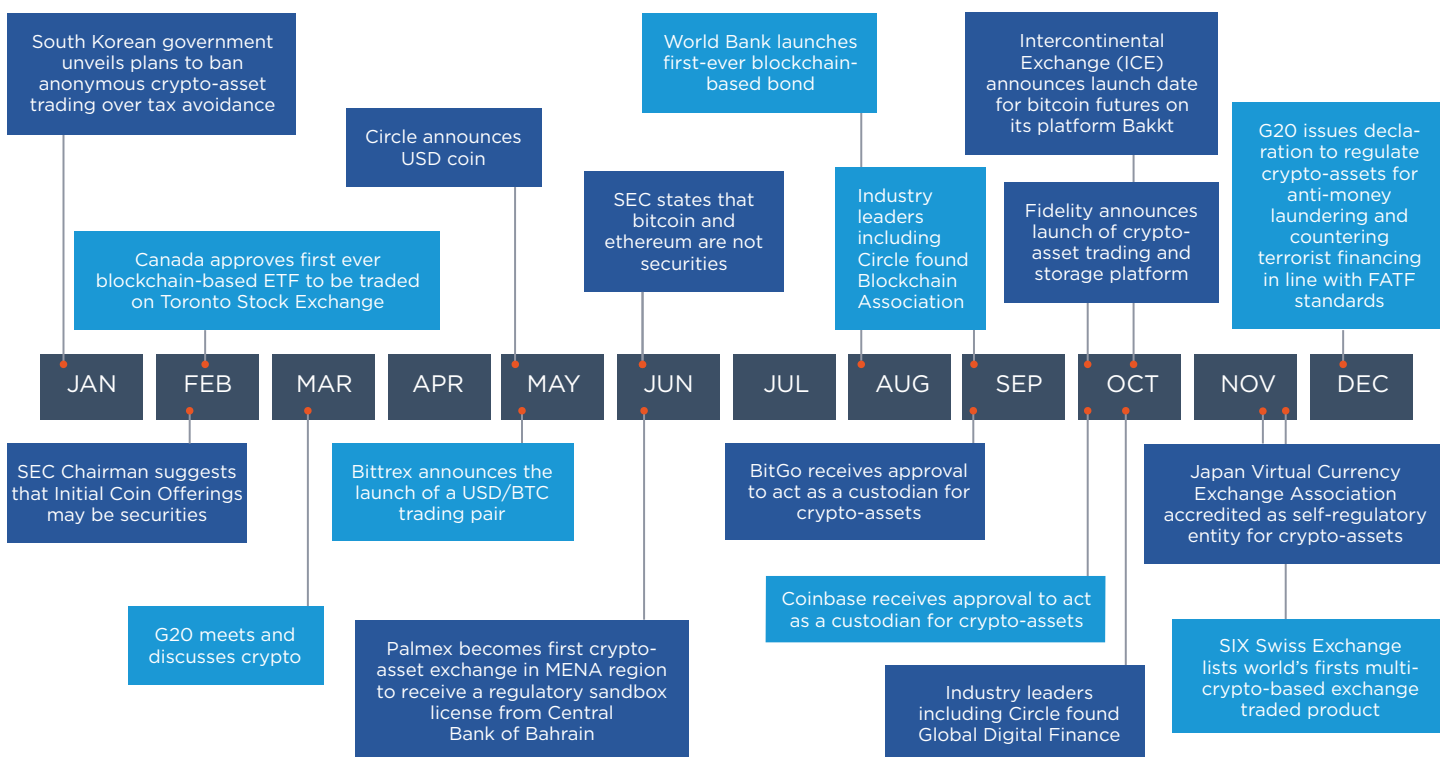 South Korean government
unveils plans to ban
anonymous crypto-asset
trading over tax avoidance
Canada approves first ever
blockchain-based ETF to be traded
on Toronto Stock Exchange
Circle announces
USD coin
SEC states that
bitcoin and
ethereum are not
securities
World Bank launches
first-ever blockchain-
based bond
Industry
leaders
including
Circle found
Blockchain
Association
Intercontinental
Exchange (ICE)
announces launch date
for bitcoin futures on
its platform Bakkt
Fidelity announces
launch of crypto-
asset trading and
storage platform
G20 issues decla-
ration to regulate
crypto-assets for
anti-money
laundering and
countering
terrorist financing
in line with FATF
standards
JAN
FEB
MAR
APR
MAY
JUN
JUL
AUG
SEP
OCT
NOV
DEC
SEC Chairman suggests
that Initial Coin Offerings
may be securities
G20 meets and
discusses crypto
Bittrex announces the
launch of a USD/BTC
trading pair
Palmex becomes first crypto-
asset exchange in MENA region
to receive a regulatory sandbox
license from Central
Bank of Bahrain
BitGo receives approval
to act as a custodian for
crypto-assets
Coinbase receives approval to act
as a custodian for crypto-assets
Industry leaders
including Circle found
Global Digital Finance
Japan Virtual Currency
Exchange Association
accredited as self-regulatory
entity for crypto-assets
SIX Swiss Exchange
lists world's firsts multi-
crypto-based exchange
traded product